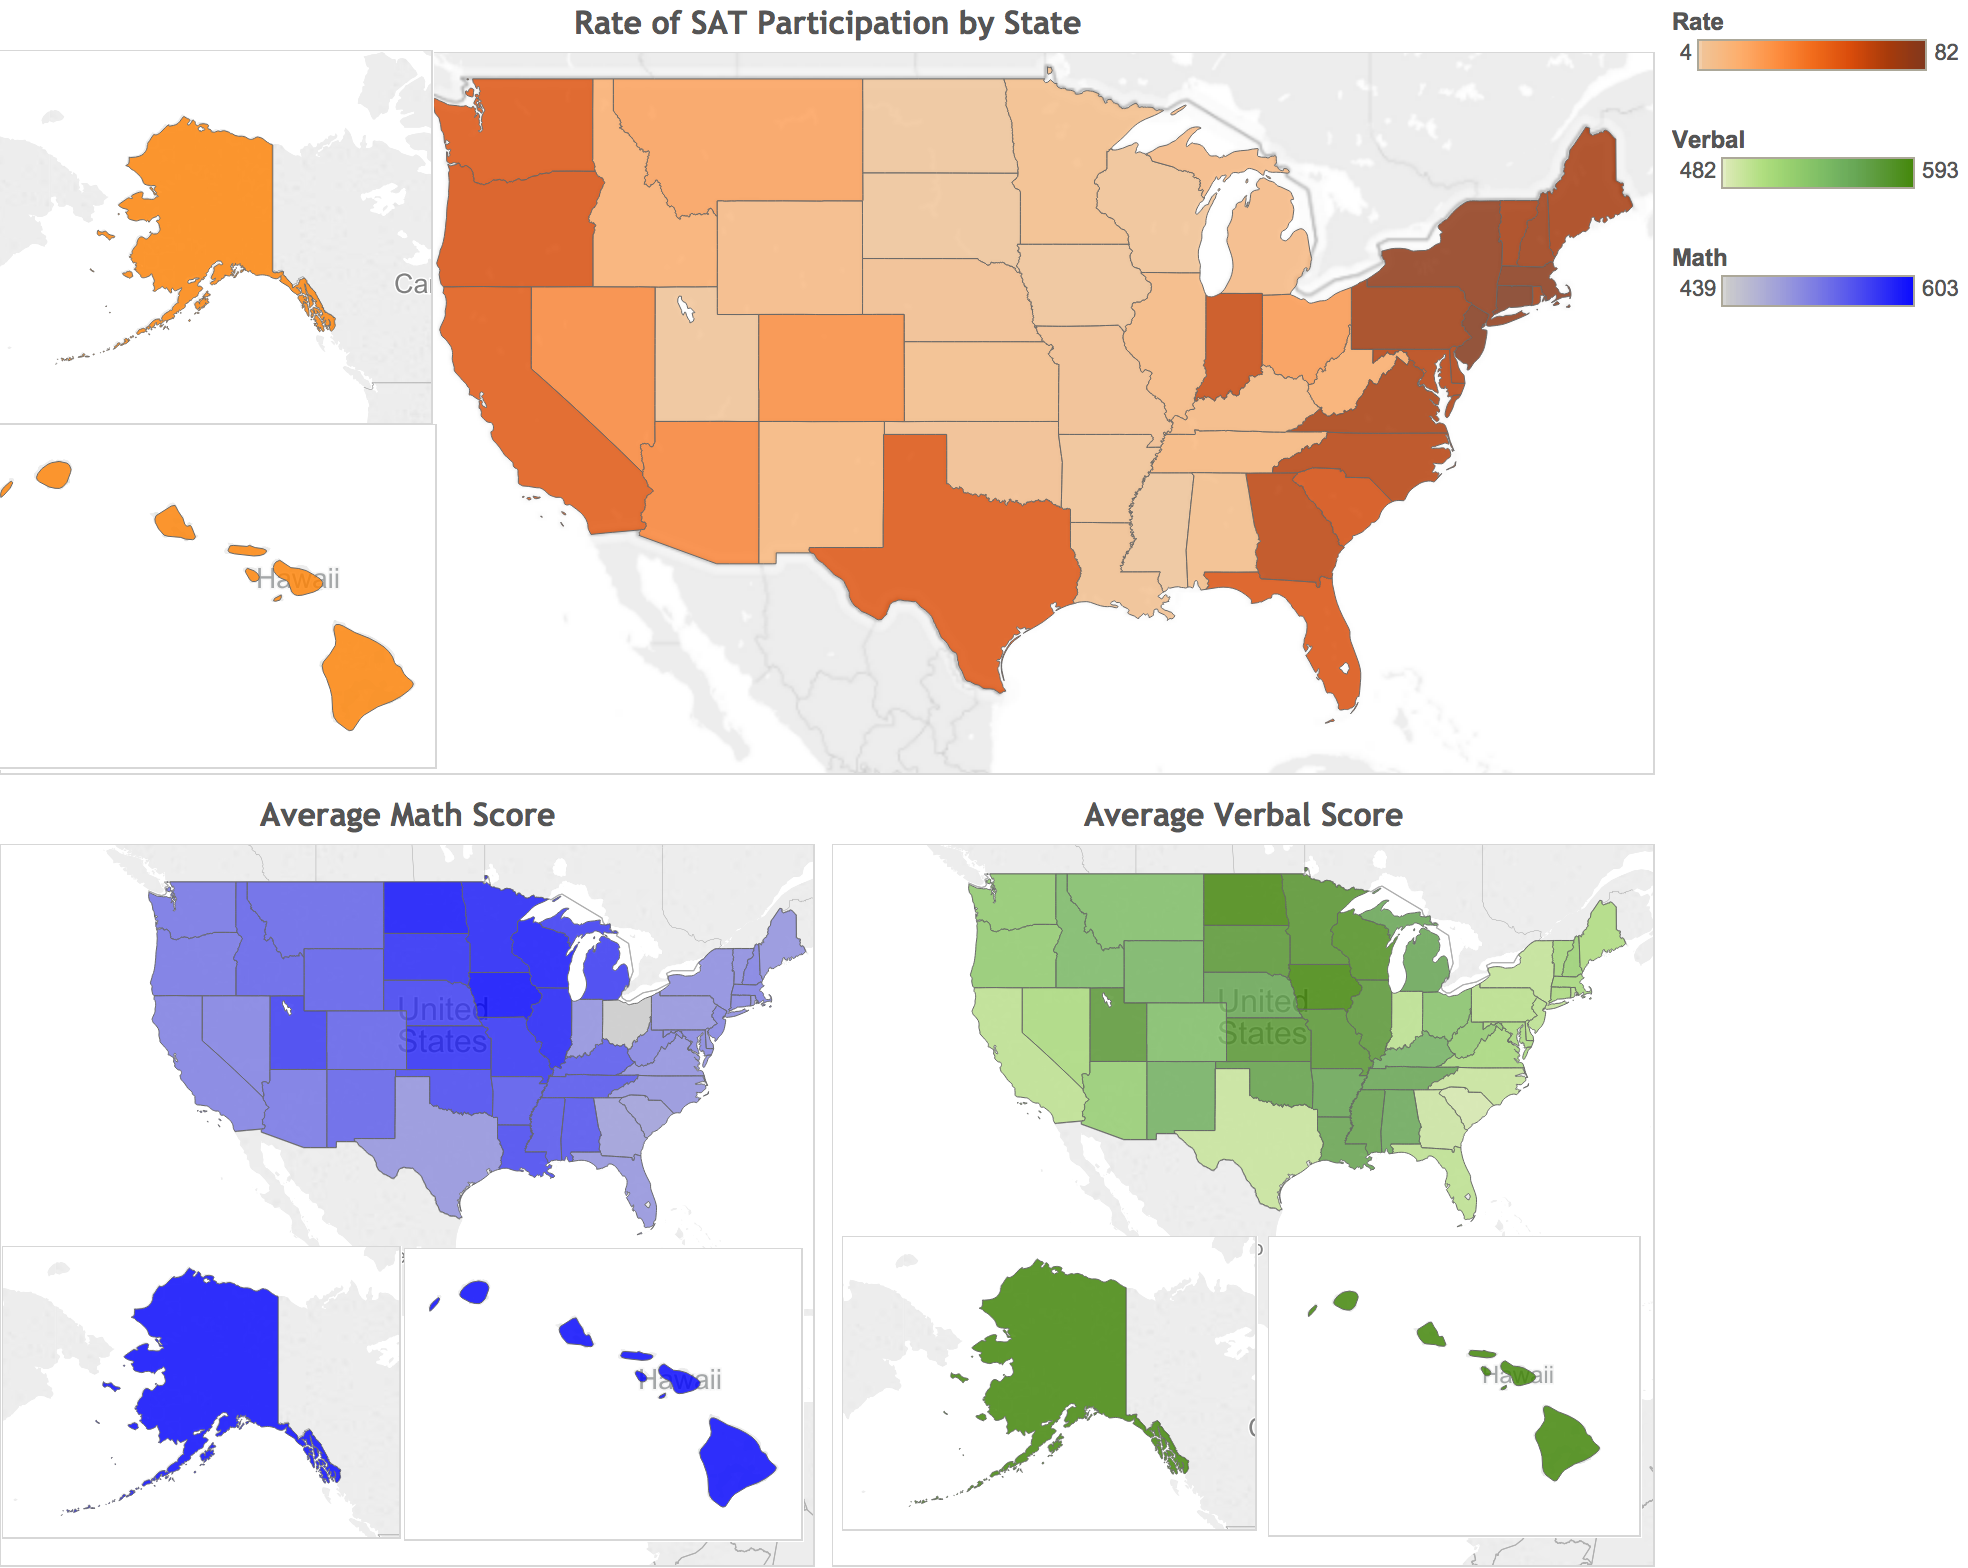 Rate of SAT Participation by State
Rate
4 82
Verbal
482 593
Math
439 603
Car
Hawaii
Average Math Score
Average Verbal Score
United
States
United
States
Hawaii
Hawaii